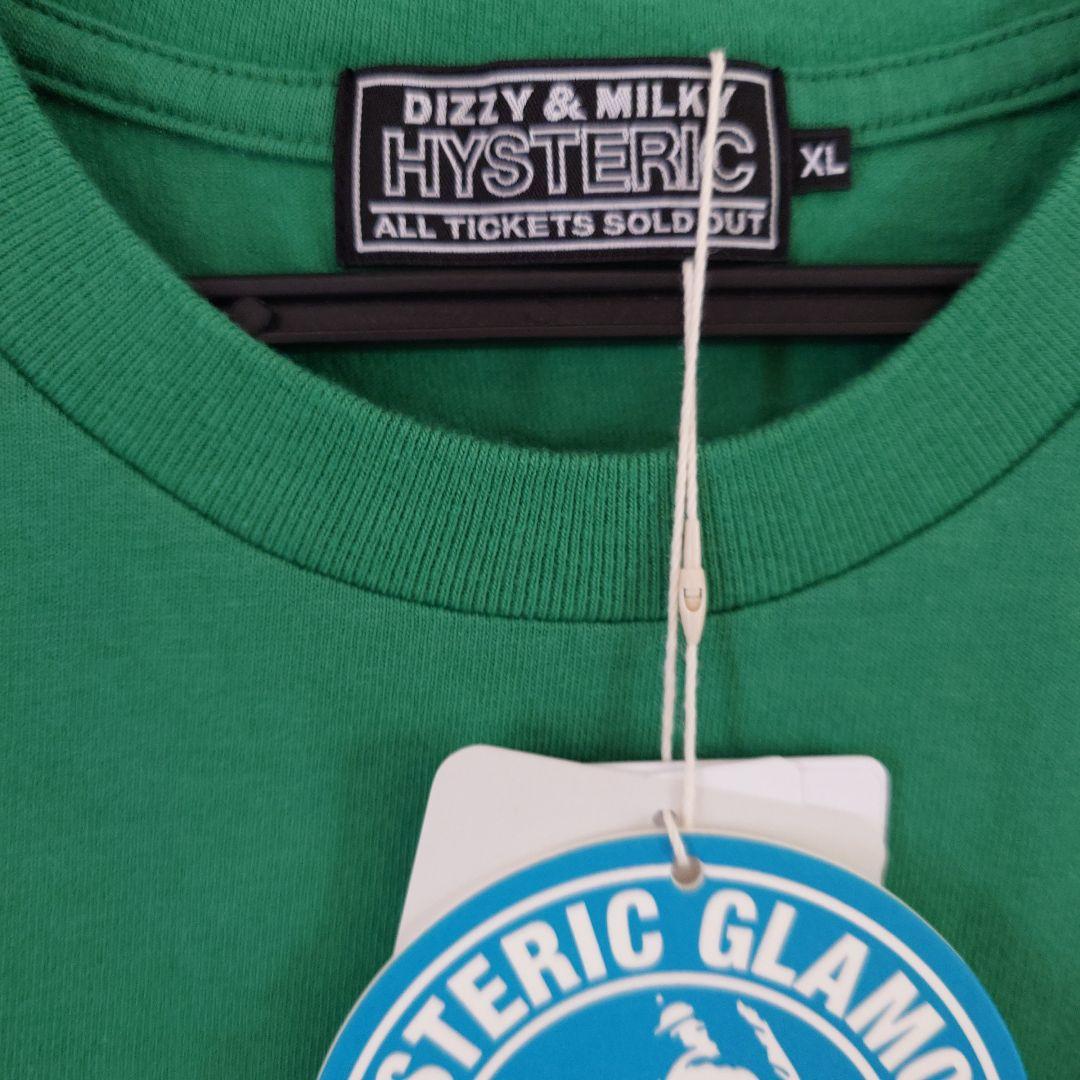 DIZZY & MILKY
HYSTERIC
ALL TICKETS SOLD OUT
XL
STERIC GLAMO